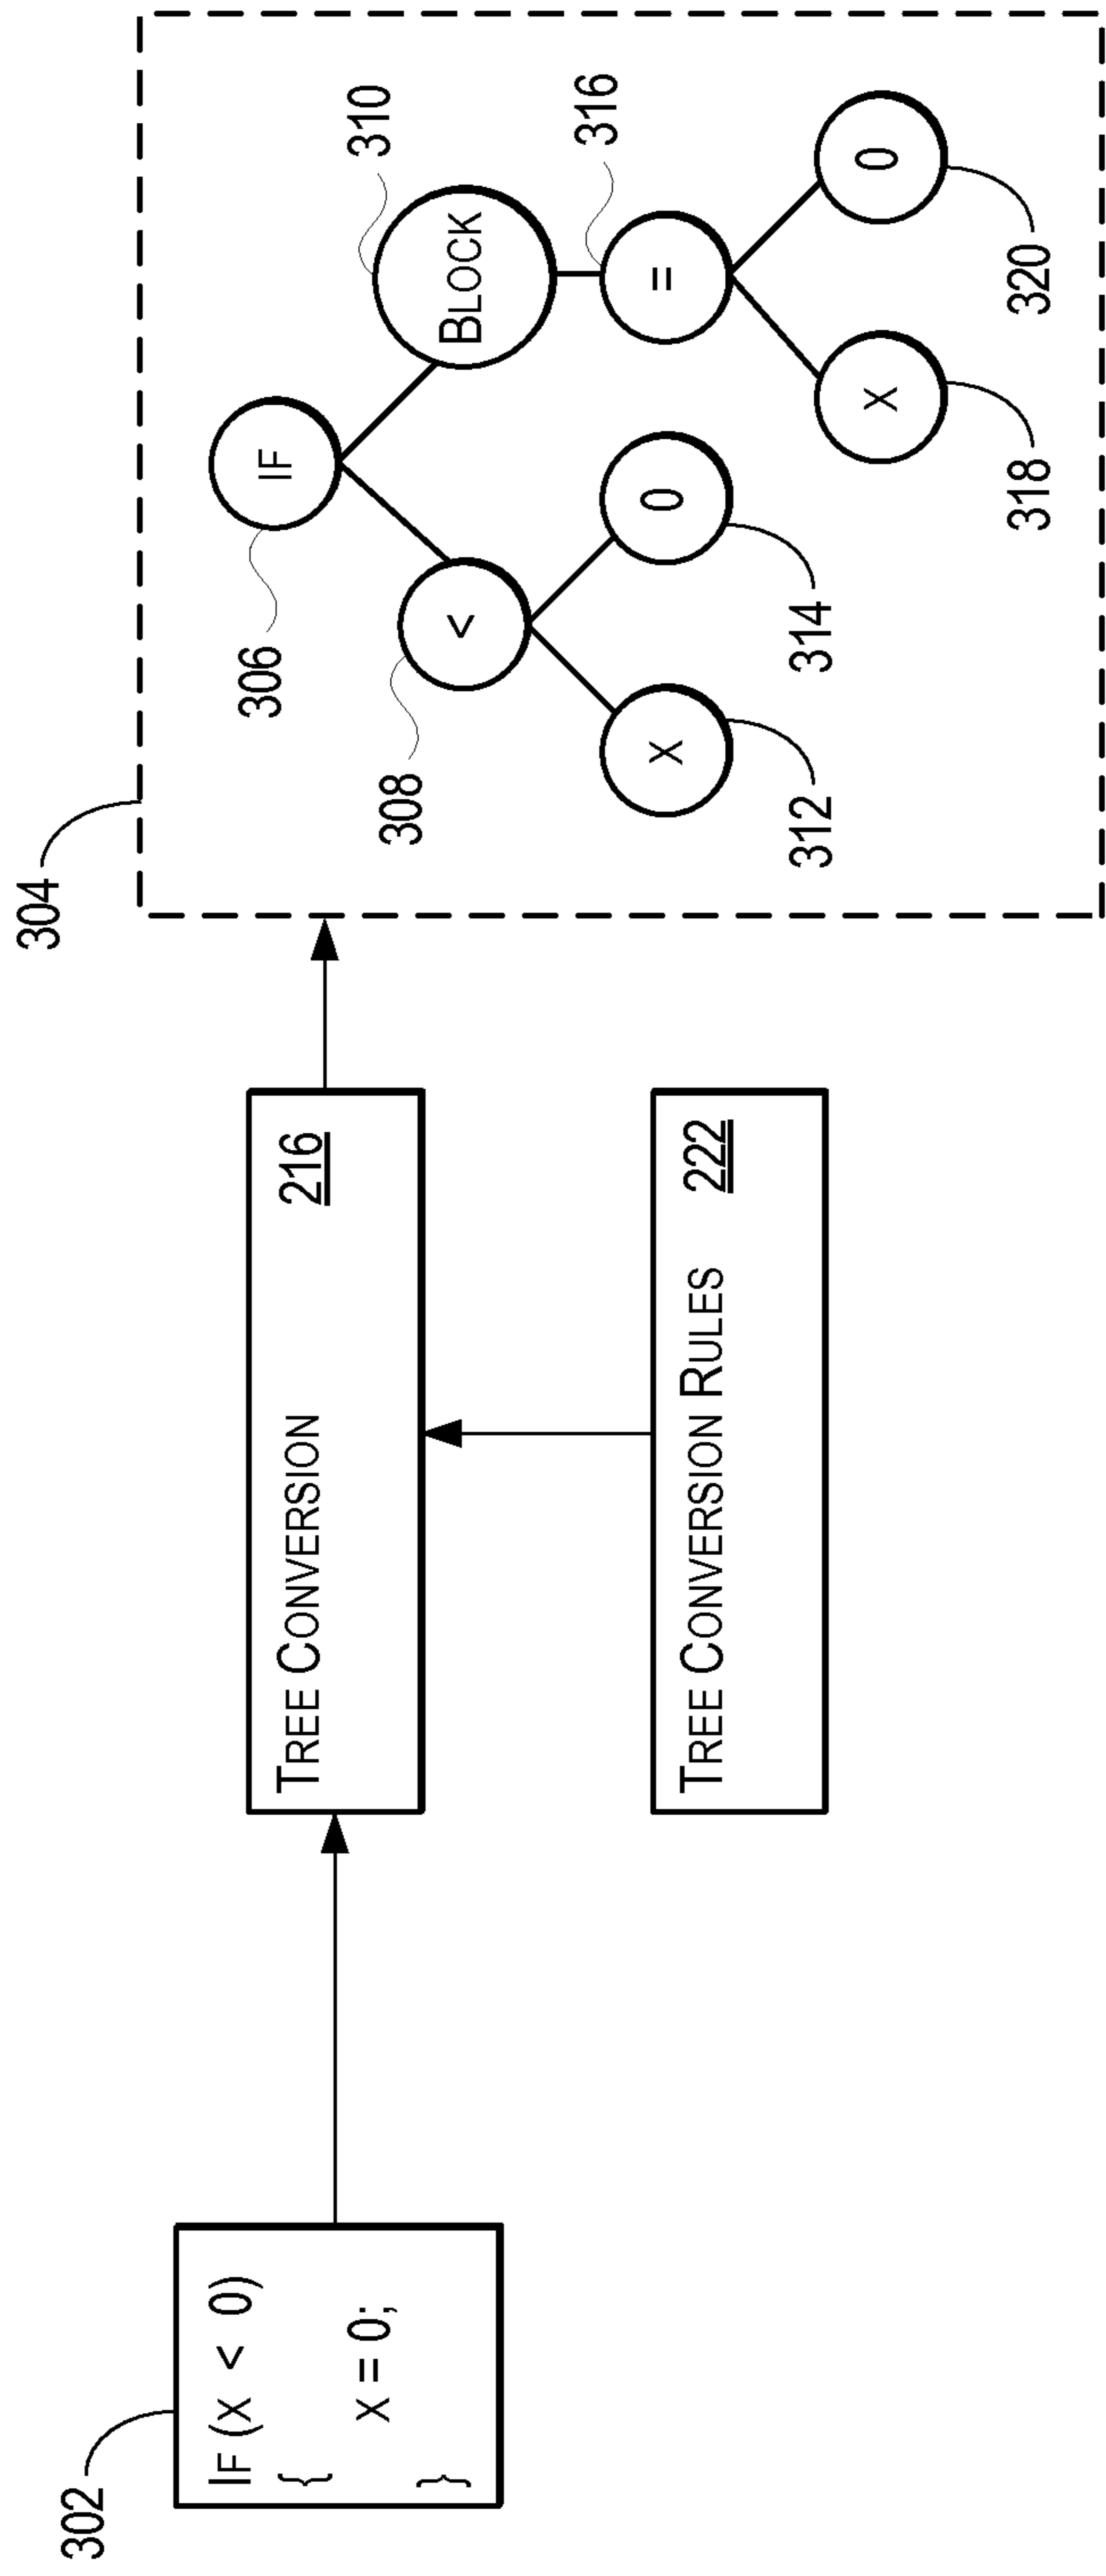 302
IF (X < 0)
{
X = 0;
}
TREE CONVERSION
216
TREE CONVERSION RULES 222
304
306
IF
308
<
310
BLOCK
312
X
314
0
316
=
318
X
320
0